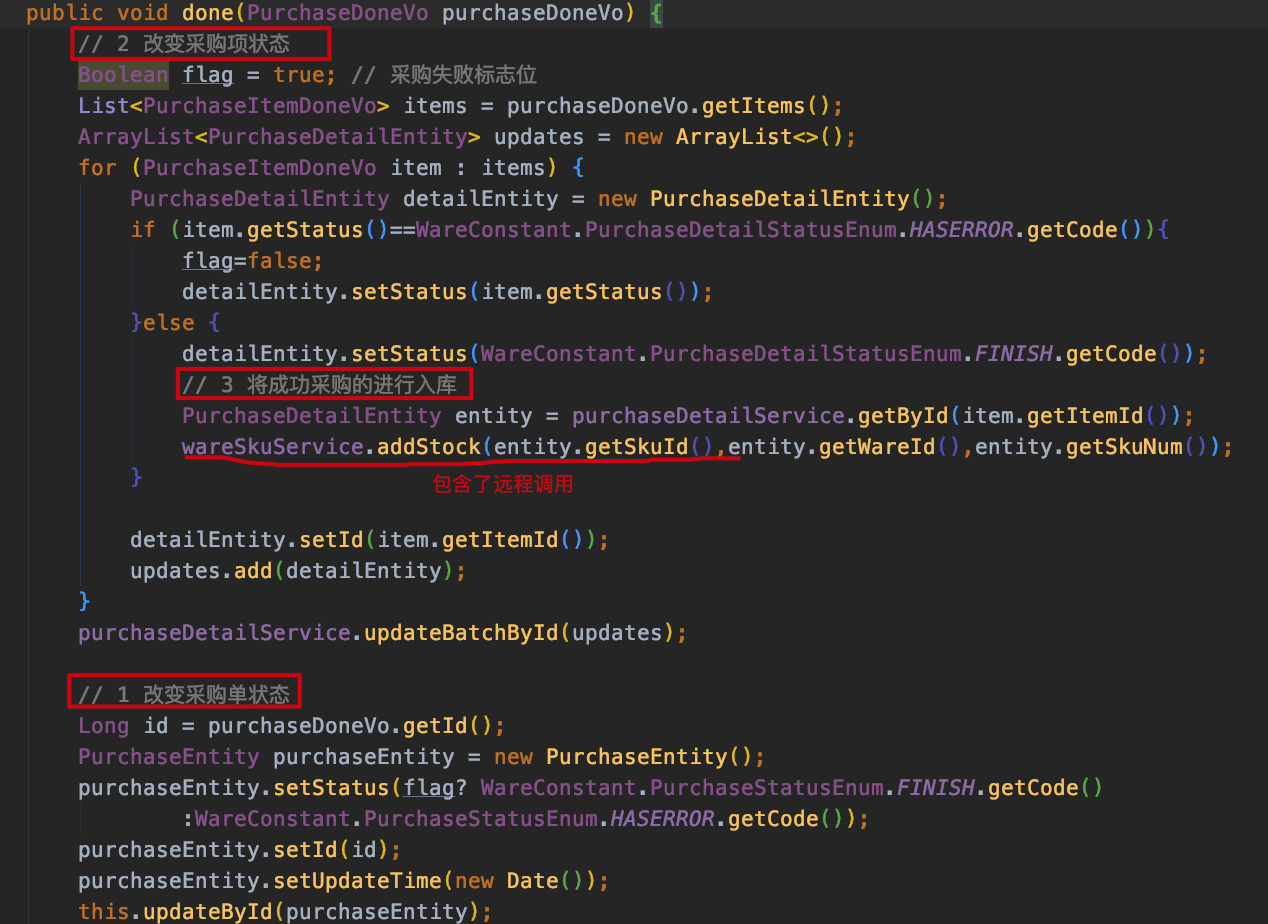 public void done(PurchaseDoneVo purchaseDoneVo) {
// 2 改变采购项状态
Boolean flag = true; // 采购失败标志位
List<PurchaseItemDoneVo> items = purchaseDoneVo.getItems();
ArrayList<PurchaseDetailEntity> updates = new ArrayList<>();
for (PurchaseItemDoneVo item : items) {
PurchaseDetailEntity detailEntity = new PurchaseDetailEntity();
if (item.getStatus()==WareConstant.PurchaseDetailStatusEnum.HASERROR.getCode()){
flag=false;
detailEntity.setStatus(item.getStatus());
}else {
detailEntity.setStatus(WareConstant.PurchaseDetailStatusEnum.FINISH.getCode());
// 3 将成功采购的进行入库
PurchaseDetailEntity entity = purchaseDetailService.getById(item.getItemId());
wareSkuService.addStock(entity.getSkuId(),entity.getWareId(),entity.getSkuNum());
}
包含了远程调用
detailEntity.setId(item.getItemId());
updates.add(detailEntity);
}
purchaseDetailService.updateBatchById(updates);
// 1 改变采购单状态
Long id = purchaseDoneVo.getId();
PurchaseEntity purchaseEntity = new PurchaseEntity();
purchaseEntity.setStatus(flag? WareConstant.PurchaseStatusEnum.FINISH.getCode()
:WareConstant.PurchaseStatusEnum.HASERROR.getCode());
purchaseEntity.setId(id);
purchaseEntity.setUpdateTime(new Date());
this.updateById(purchaseEntity);